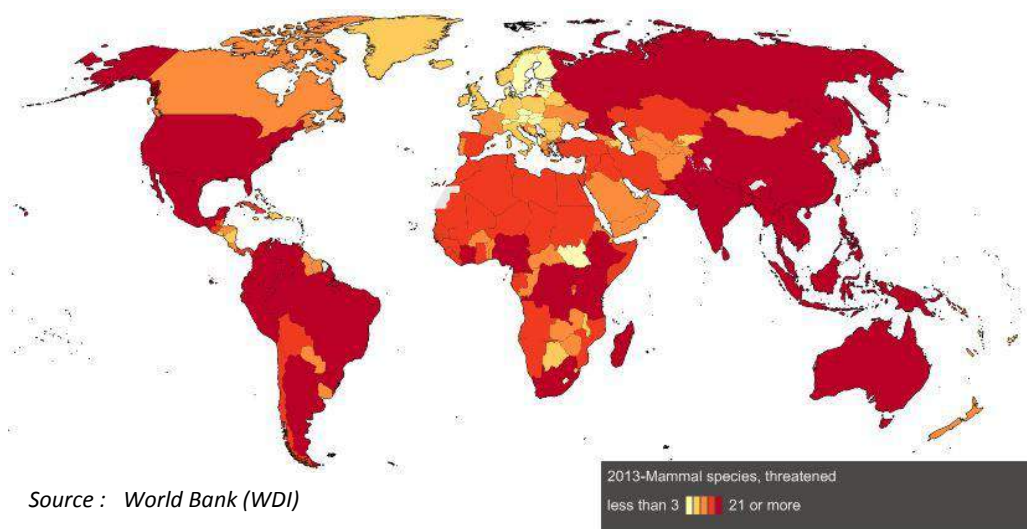 Source : World Bank (WDI)
2013-Mammal species, threatened
less than 3 21 or more